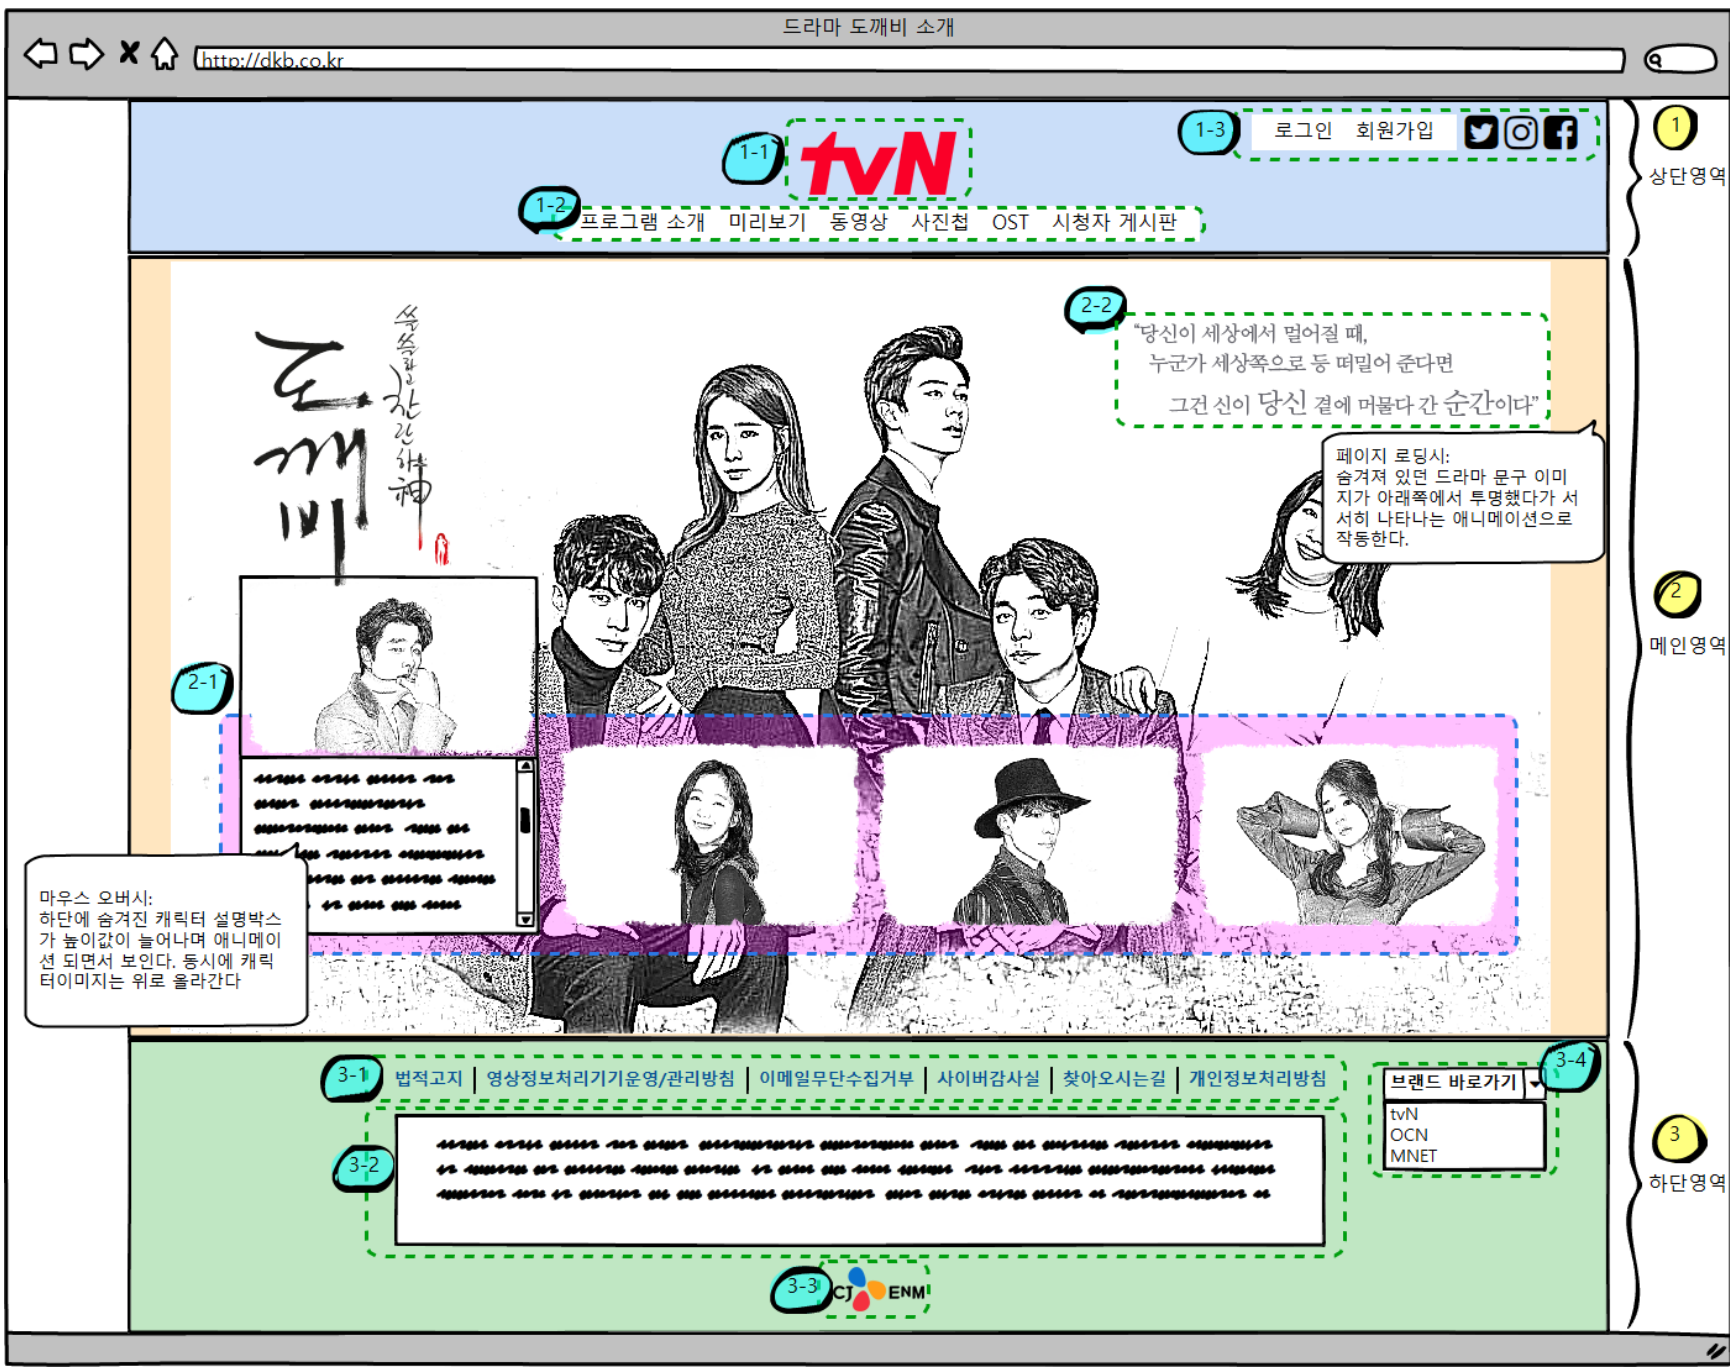 드라마 도깨비 소개
http://dkb.co.kr
1-1
tvN
1-3
로그인 회원가입
1
상단영역
1-2
프로그램 소개 미리보기 동영상 사진첩 OST 시청자 게시판
도깨비
쓸쓸하고 찬란하神
2-2
“당신이 세상에서 멀어질 때,
누군가 세상쪽으로 등 떠밀어 준다면
그건 신이 당신 곁에 머물다 간 순간이다”
페이지 로딩시:
숨겨져 있던 드라마 문구 이미
지가 아래쪽에서 투명했다가 서
서히 나타나는 애니메이션으로
작동한다.
2
메인영역
2-1
마우스 오버시:
하단에 숨겨진 캐릭터 설명박스
가 높이값이 늘어나며 애니메이
션 되면서 보인다. 동시에 캐릭
터이미지는 위로 올라간다
3-1
법적고지 | 영상정보처리기기운영/관리방침 | 이메일무단수집거부 | 사이버감사실 | 찾아오시는길 | 개인정보처리방침
3-4
브랜드 바로가기
tvN
OCN
MNET
3-2
3
하단영역
3-3
CJ ENM